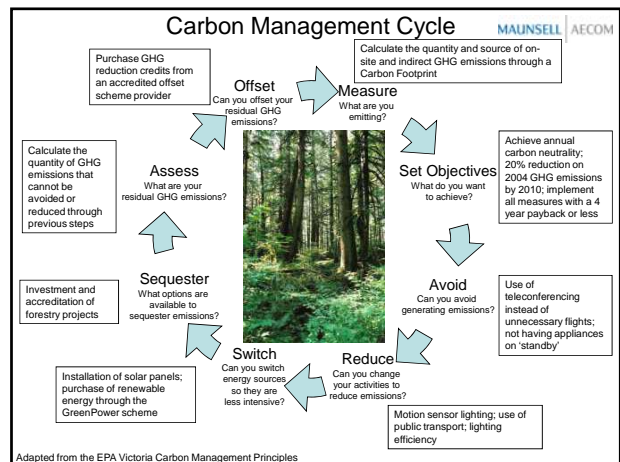 Carbon Management Cycle
MAUNSELL | AECOM
Purchase GHG
reduction credits from
an accredited offset
scheme provider
Offset
Can you offset your
residual GHG
emissions?
Calculate the quantity and source of on-
site and indirect GHG emissions through a
Carbon Footprint
Measure
What are you
emitting?
Set Objectives
What do you want
to achieve?
Achieve annual
carbon neutrality;
20% reduction on
2004 GHG emissions
by 2010; implement
all measures with a 4
year payback or less
Avoid
Can you avoid
generating emissions?
Use of
teleconferencing
instead of
unnecessary flights;
not having appliances
on 'standby'
Reduce
Can you change
your activities to
reduce emissions?
Motion sensor lighting; use of
public transport; lighting
efficiency
Switch
Can you switch
energy sources
so they are
less intensive?
Installation of solar panels;
purchase of renewable
energy through the
GreenPower scheme
Sequester
What options are
available to
sequester emissions?
Investment and
accreditation of
forestry projects
Assess
What are your
residual GHG emissions?
Calculate the
quantity of GHG
emissions that
cannot be
avoided or
reduced through
previous steps
Adapted from the EPA Victoria Carbon Management Principles